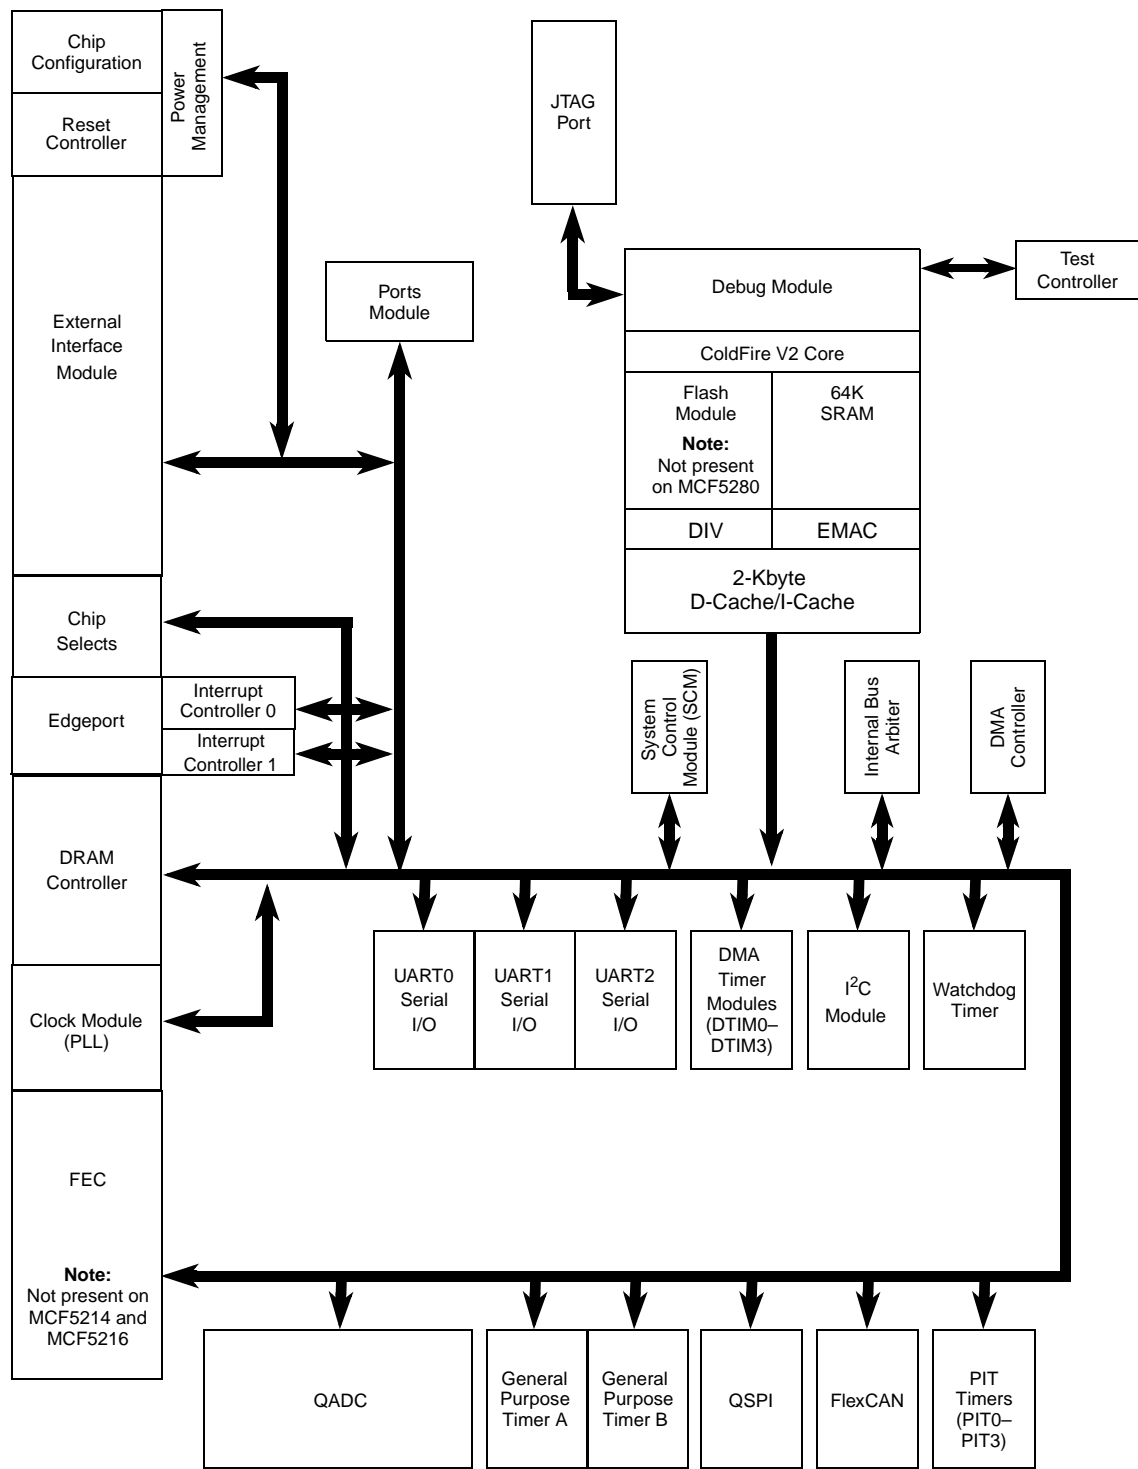 Chip
Configuration
Reset
Controller
Power
Management
External
Interface
Module
Chip
Selects
Edgeport
Interrupt
Controller 0
Interrupt
Controller 1
DRAM
Controller
Clock Module
(PLL)
FEC
Note:
Not present on
MCF5214 and
MCF5216
Ports
Module
JTAG
Port
Debug Module
Test
Controller
ColdFire V2 Core
Flash
Module
Note:
Not present
on MCF5280
64K
SRAM
DIV
EMAC
2-Kbyte
D-Cache/I-Cache
System
Control
Module (SCM)
Internal Bus
Arbiter
DMA
Controller
UART0
Serial
I/O
UART1
Serial
I/O
UART2
Serial
I/O
DMA
Timer
Modules
(DTIM0–
DTIM3)
I²C
Module
Watchdog
Timer
QADC
General
Purpose
Timer A
General
Purpose
Timer B
QSPI
FlexCAN
PIT
Timers
(PIT0–
PIT3)